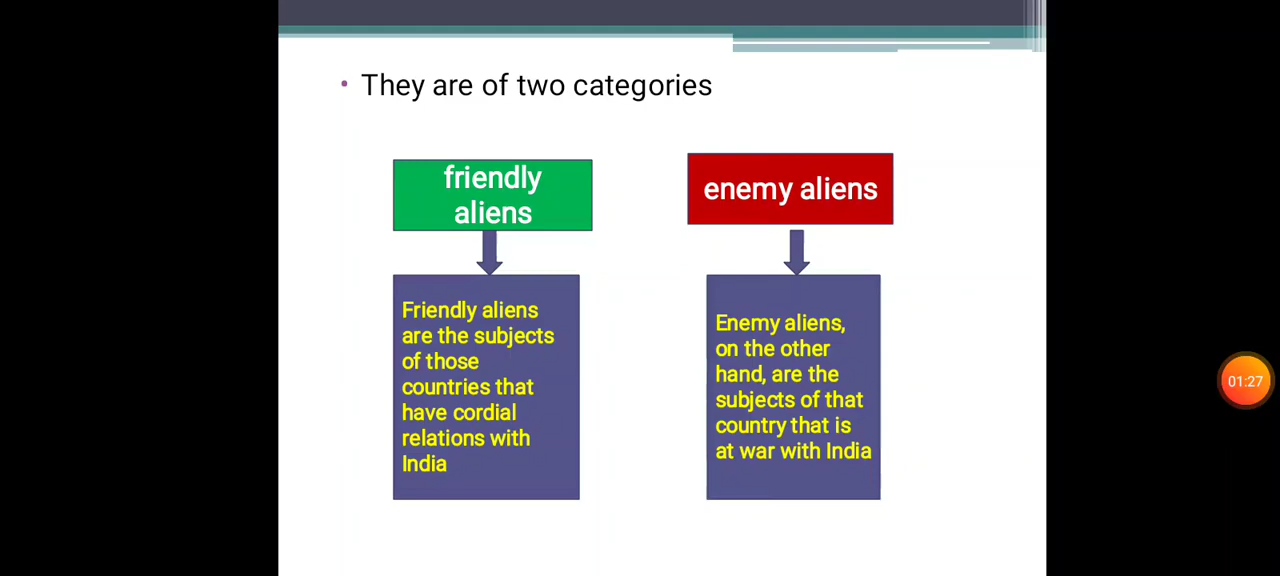 • They are of two categories
friendly
aliens
enemy aliens
Friendly aliens
are the subjects
of those
countries that
have cordial
relations with
India
Enemy aliens,
on the other
hand, are the
subjects of that
country that is
at war with India
01:27